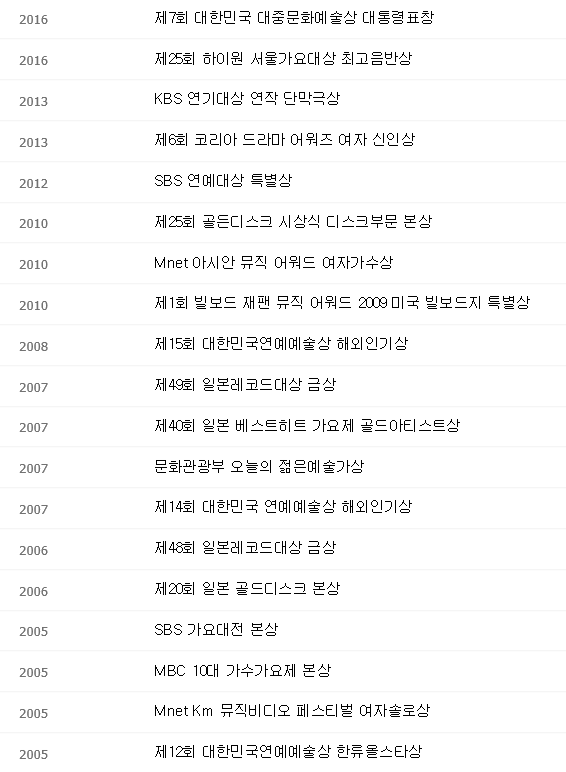 2016 제7회 대한민국 대중문화예술상 대통령표창
2016 제25회 하이원 서울가요대상 최고음반상
2013 KBS 연기대상 연작 단막극상
2013 제6회 코리아 드라마 어워즈 여자 신인상
2012 SBS 연예대상 특별상
2010 제25회 골든디스크 시상식 디스크부문 본상
2010 Mnet 아시안 뮤직 어워드 여자가수상
2010 제1회 빌보드 재팬 뮤직 어워드 2009 미국 빌보드지 특별상
2008 제15회 대한민국연예예술상 해외인기상
2007 제49회 일본레코드대상 금상
2007 제40회 일본 베스트히트 가요제 골드아티스트상
2007 문화관광부 오늘의 젊은예술가상
2007 제14회 대한민국 연예예술상 해외인기상
2006 제48회 일본레코드대상 금상
2006 제20회 일본 골드디스크 본상
2005 SBS 가요대전 본상
2005 MBC 10대 가수가요제 본상
2005 Mnet Km 뮤직비디오 페스티벌 여자솔로상
2005 제12회 대한민국연예예술상 한류올스타상